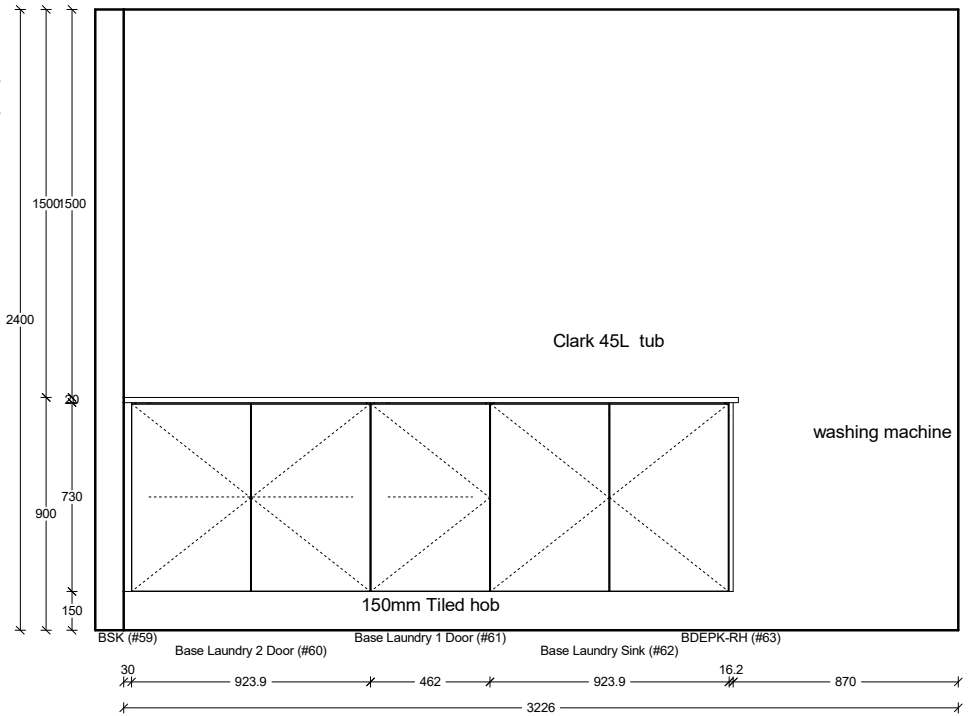 1500
1500
2400
Clark 45L tub
20
washing machine
730
900
150mm Tiled hob
150
BSK (#59)
Base Laundry 1 Door (#61)
BDEPK-RH (#63)
Base Laundry 2 Door (#60)
Base Laundry Sink (#62)
30
16.2
923.9
462
923.9
870
3226